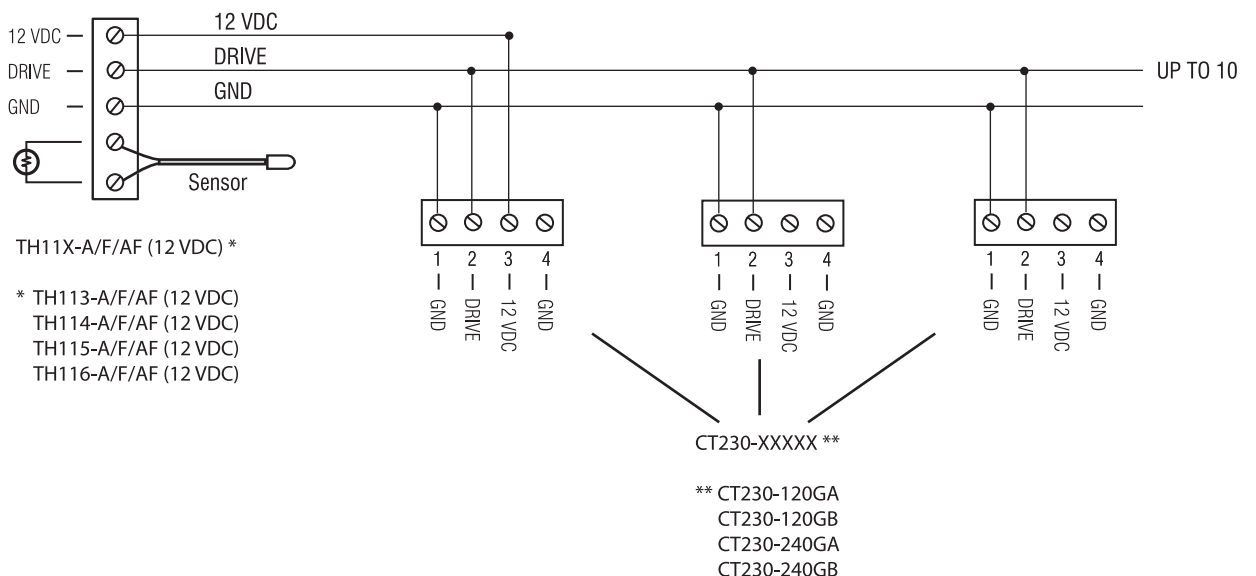 12 VDC
DRIVE
GND
12 VDC
DRIVE
GND
UP TO 10
Sensor
TH11X-A/F/AF (12 VDC) *
* TH113-A/F/AF (12 VDC)
TH114-A/F/AF (12 VDC)
TH115-A/F/AF (12 VDC)
TH116-A/F/AF (12 VDC)
1 2 3 4
GND DRIVE 12 VDC GND
1 2 3 4
GND DRIVE 12 VDC GND
1 2 3 4
GND DRIVE 12 VDC GND
CT230-XXXXX **
** CT230-120GA
CT230-120GB
CT230-240GA
CT230-240GB